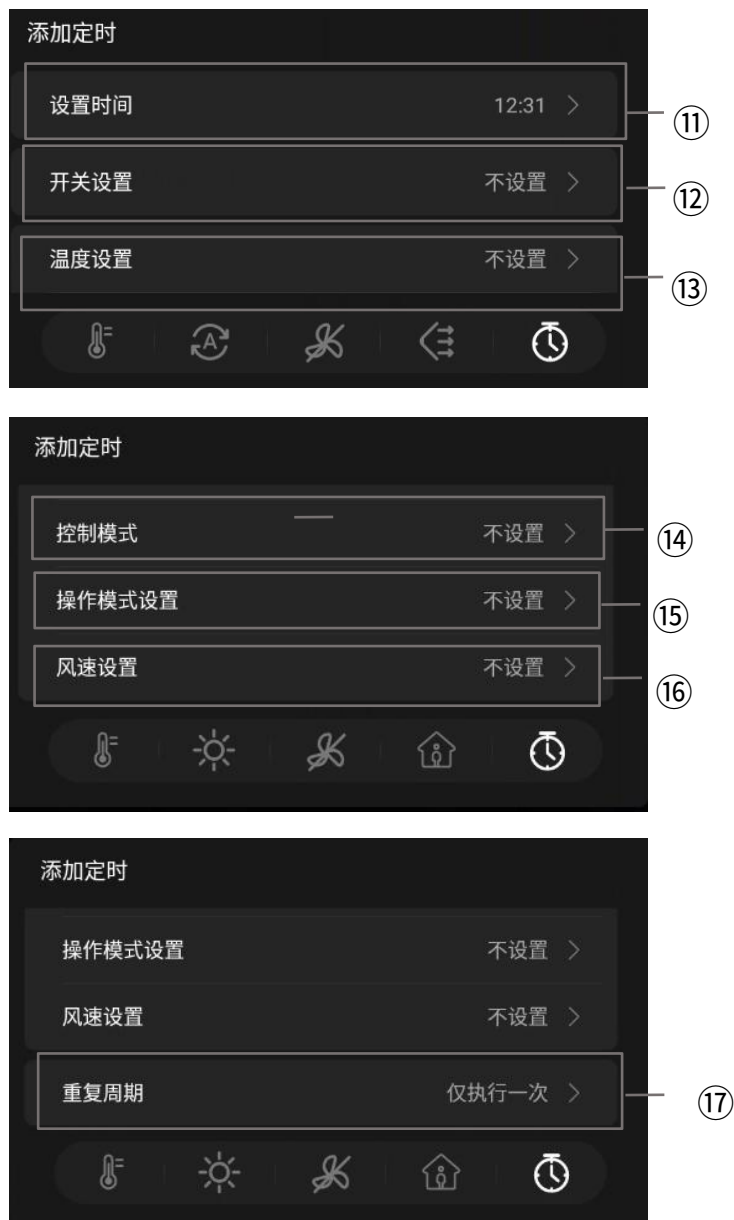 添加定时
设置时间 12:31 >
⑪
开关设置 不设置 >
⑫
温度设置 不设置 >
⑬
A
添加定时
控制模式 不设置 >
⑭
操作模式设置 不设置 >
⑮
风速设置 不设置 >
⑯
添加定时
操作模式设置 不设置 >
风速设置 不设置 >
重复周期 仅执行一次 >
⑰